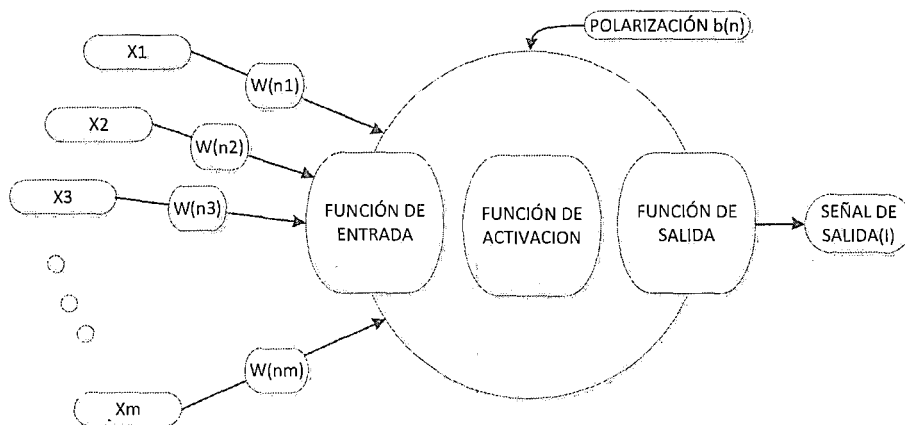 POLARIZACIÓN b(n)
X1
W(n1)
X2
W(n2)
X3
W(n3)
FUNCIÓN DE
ENTRADA
FUNCIÓN DE
ACTIVACION
FUNCIÓN DE
SALIDA
SEÑAL DE
SALIDA(i)
W(nm)
Xm